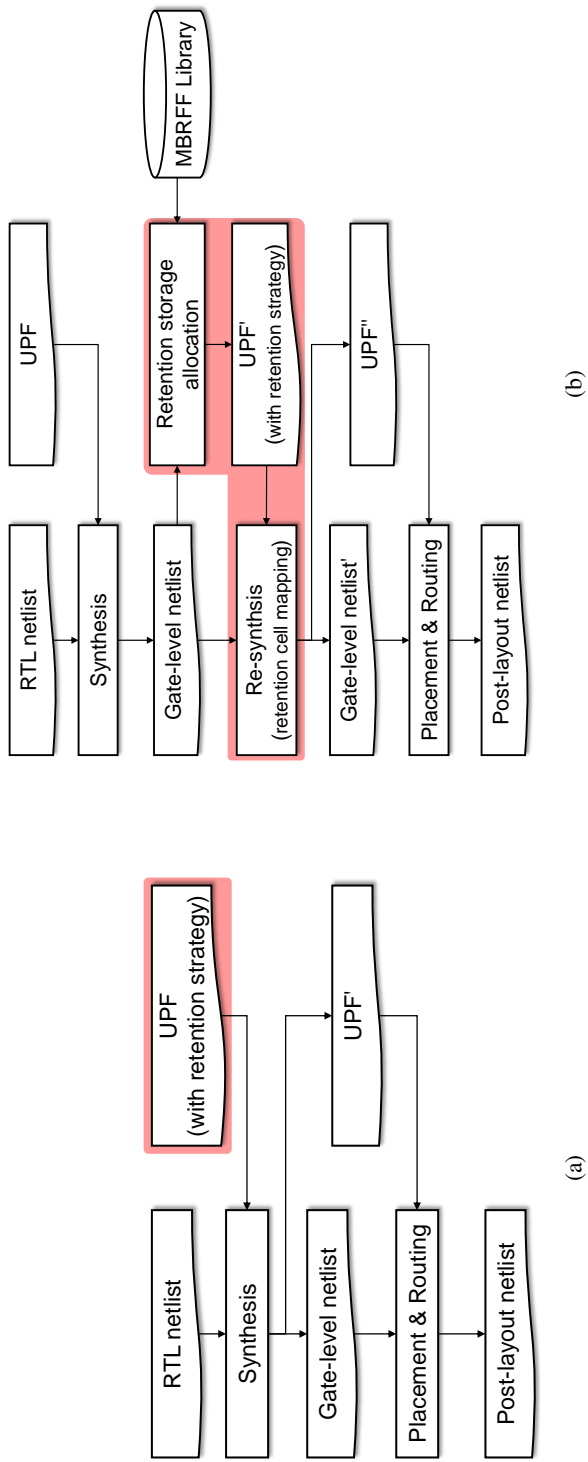 RTL netlist
UPF
(with retention strategy)
Synthesis
Gate-level netlist
UPF'
Placement & Routing
Post-layout netlist
(a)
RTL netlist
UPF
Synthesis
Gate-level netlist
Retention storage
allocation
MBRFF Library
Re-synthsis
(retention cell mapping)
UPF'
(with retention strategy)
Gate-level netlist'
UPF"
Placement & Routing
Post-layout netlist
(b)